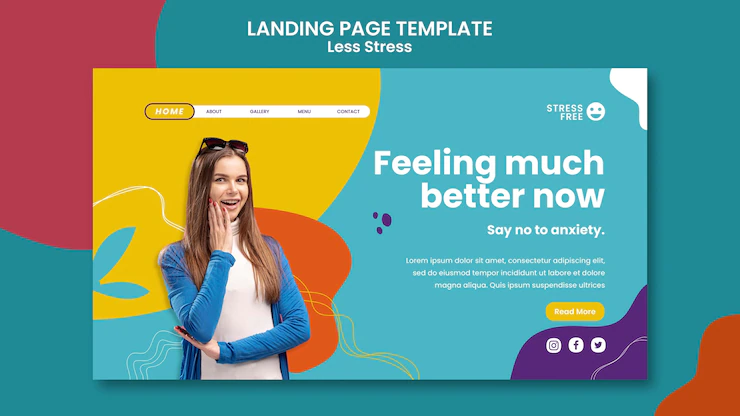 LANDING PAGE TEMPLATE
Less Stress
HOME ABOUT GALLERY MENU CONTACT
STRESS
FREE
Feeling much
better now
Say no to anxiety.
Lorem ipsum dolor sit amet, consectetur adipiscing elit,
sed do eiusmod tempor incididunt ut labore et dolore
magna aliqua. Quis ipsum suspendisse ultrices
Read More